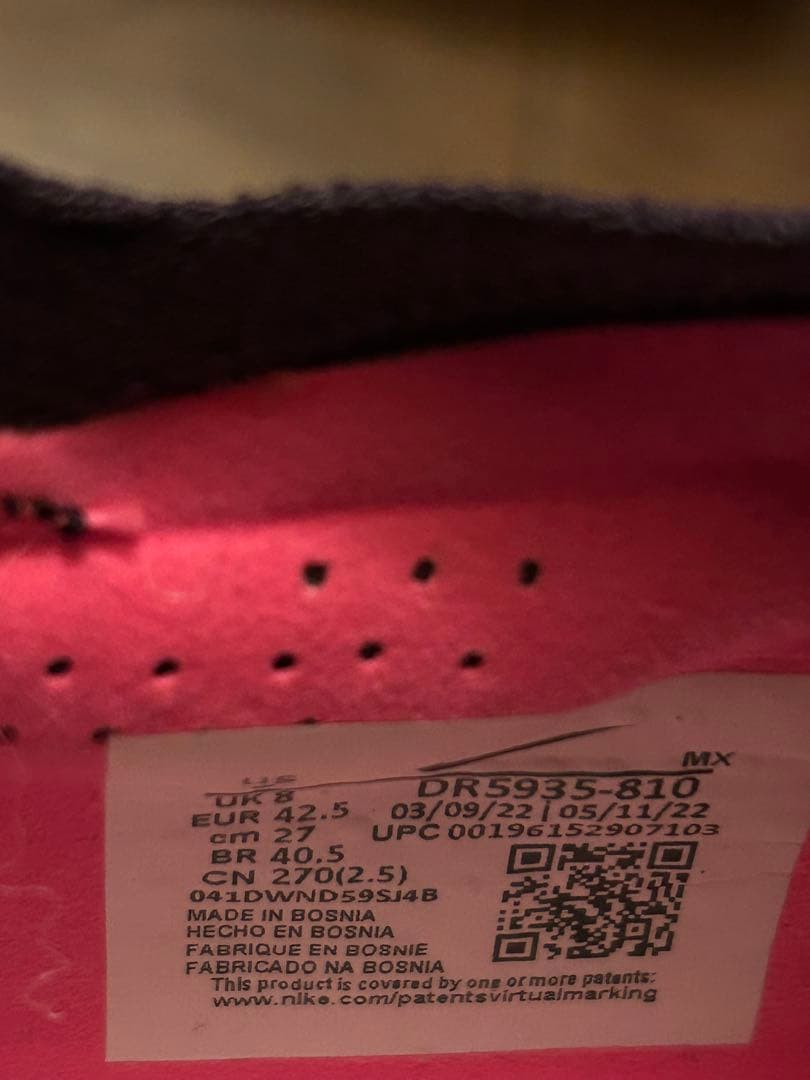 MX
US
DR5935-810
UK 8
03/09/22 | 05/11/22
EUR 42.5
UPC 00196152907103
cm 27
BR 40.5
CN 270(2.5)
041DWND59SJ4B
MADE IN BOSNIA
HECHO EN BOSNIA
FABRIQUE EN BOSNIE
FABRICADO NA BOSNIA
This product is covered by one or more patents:
www.nike.com/patentsvirtualmarking